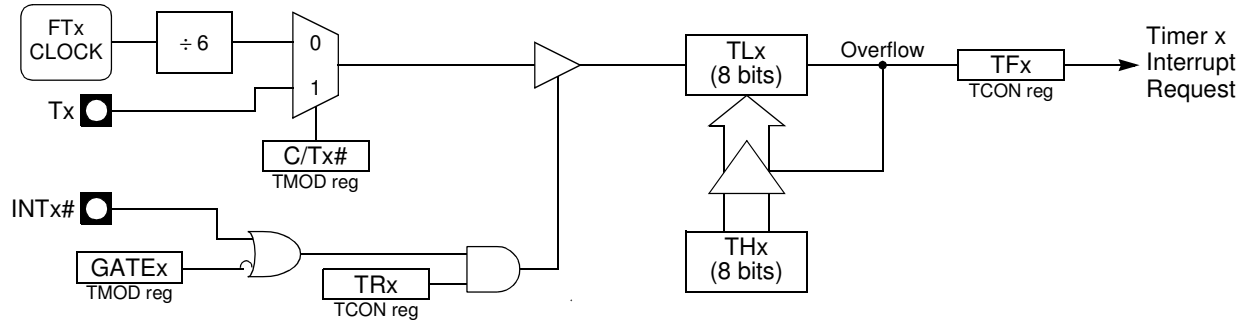 FTx
CLOCK
÷ 6
0
1
Tx
C/Tx#
TMOD reg
INTx#
GATEx
TMOD reg
TRx
TCON reg
TLx
(8 bits)
THx
(8 bits)
Overflow
TFx
TCON reg
Timer x
Interrupt
Request